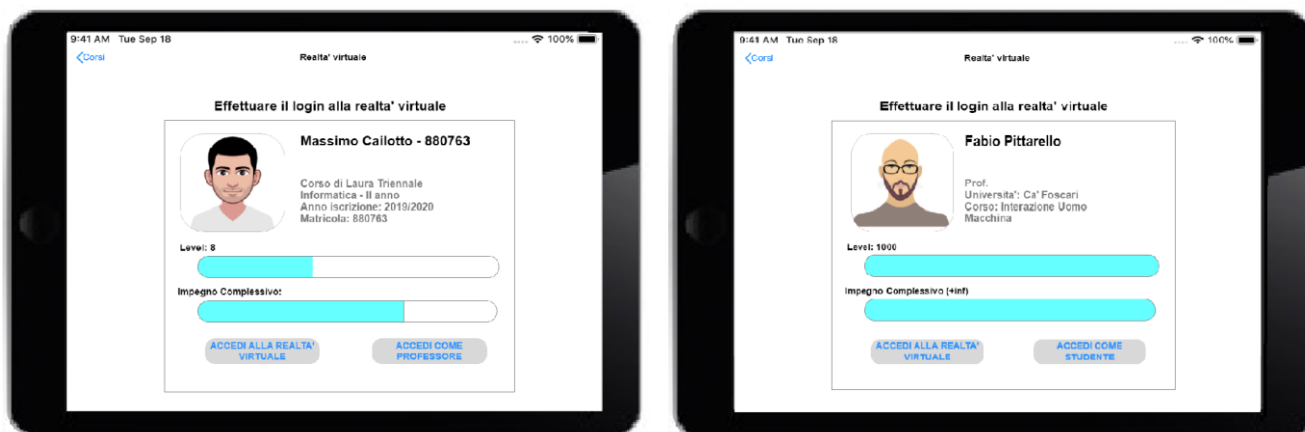 9:41 AM Tue Sep 18
100%
Corsi
Realta' virtuale
Effettuare il login alla realta' virtuale
Massimo Cailotto - 880763
Corso di Laura Triennale
Informatica - II anno
Anno iscrizione: 2019/2020
Matricola: 880763
Level: 8
Impegno Complessivo:
ACCEDI ALLA REALTA'
VIRTUALE
ACCEDI COME
PROFESSORE
9:41 AM Tue Sep 18
100%
Corsi
Realta' virtuale
Effettuare il login alla realta' virtuale
Fabio Pittarello
Prof.
Universita': Ca' Foscari
Corso: Interazione Uomo
Macchina
Level: 1000
Impegno Complessivo (+inf)
ACCEDI ALLA REALTA'
VIRTUALE
ACCEDI COME
STUDENTE